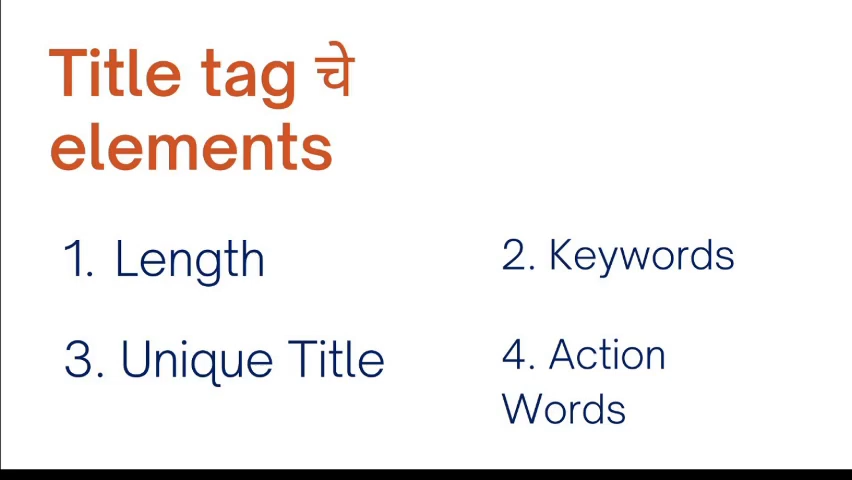 Title tag चे
elements
1. Length
2. Keywords
3. Unique Title
4. Action
Words